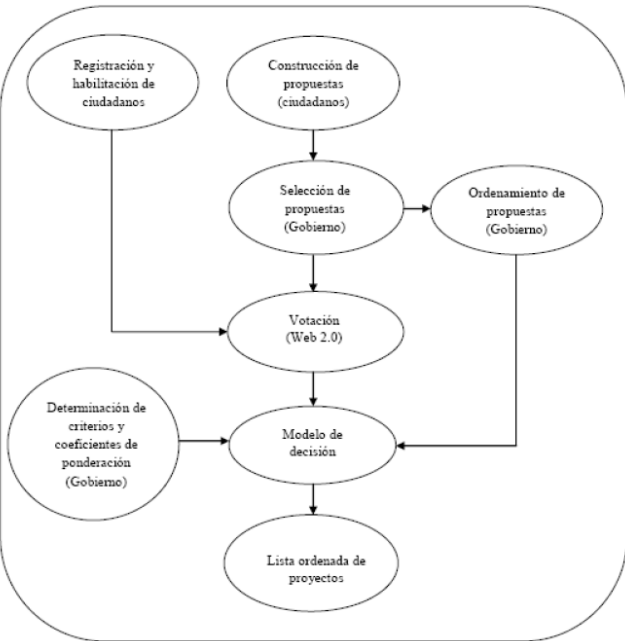 Registración y
habilitación de
ciudadanos
Construcción de
propuestas
(ciudadanos)
Selección de
propuestas
(Gobierno)
Ordenamiento de
propuestas
(Gobierno)
Votación
(Web 2.0)
Determinación de
criterios y
coeficientes de
ponderación
(Gobierno)
Modelo de
decisión
Lista ordenada de
proyectos